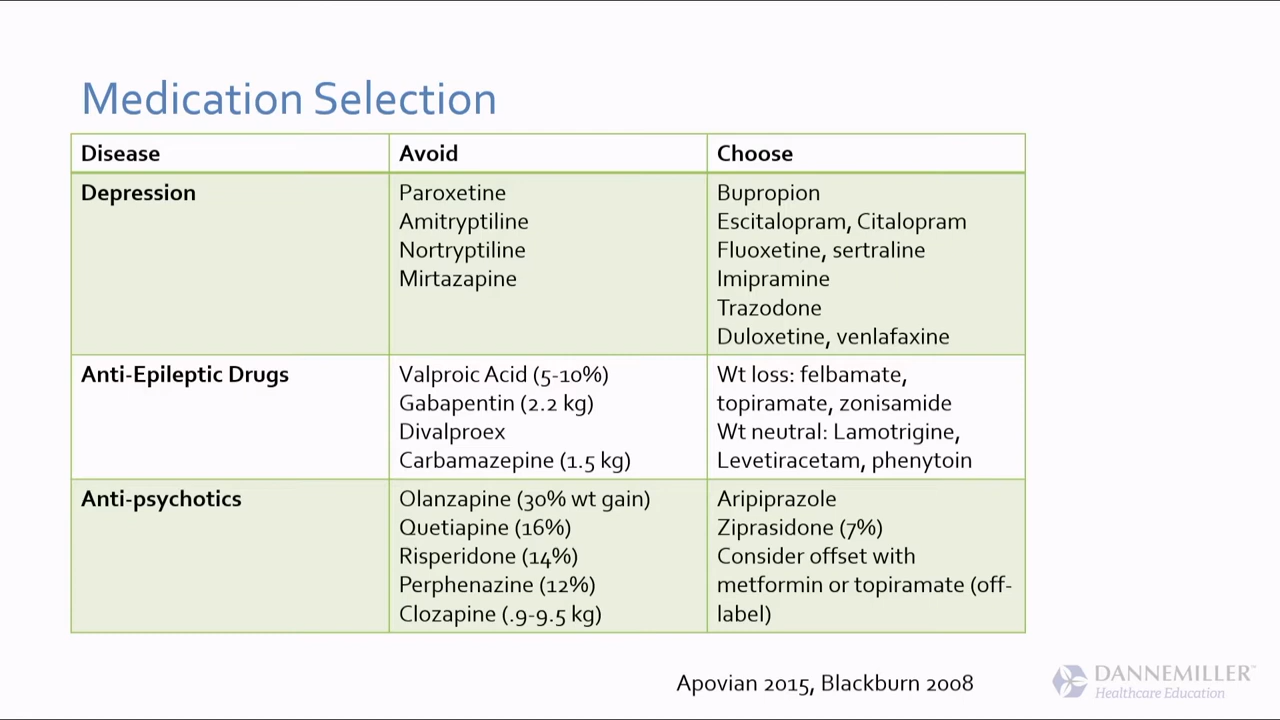 Medication Selection
Disease
Avoid
Choose
Depression
Paroxetine
Amitryptiline
Nortryptiline
Mirtazapine
Bupropion
Escitalopram, Citalopram
Fluoxetine, sertraline
Imipramine
Trazodone
Duloxetine, venlafaxine
Anti-Epileptic Drugs
Valproic Acid (5-10%)
Gabapentin (2.2 kg)
Divalproex
Carbamazepine (1.5 kg)
Wt loss: felbamate,
topiramate, zonisamide
Wt neutral: Lamotrigine,
Levetiracetam, phenytoin
Anti-psychotics
Olanzapine (30% wt gain)
Quetiapine (16%)
Risperidone (14%)
Perphenazine (12%)
Clozapine (.9-9.5 kg)
Aripiprazole
Ziprasidone (7%)
Consider offset with
metformin or topiramate (off-
label)
Apovian 2015, Blackburn 2008
DANNEMILLER™
Healthcare Education